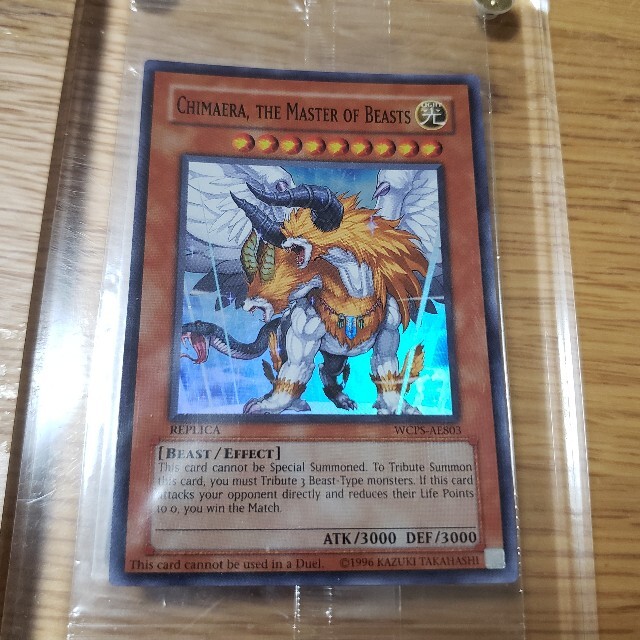 CHIMAERA, THE MASTER OF BEASTS
LIGHT
光
REPLICA WCPS-AE803
[BEAST/EFFECT]
This card cannot be Special Summoned. To Tribute Summon
this card, you must Tribute 3 Beast-Type monsters. If this card
attacks your opponent directly and reduces their Life Points
to 0, you win the Match.
ATK/3000 DEF/3000
This card cannot be used in a Duel. ©1996 KAZUKI TAKAHASHI